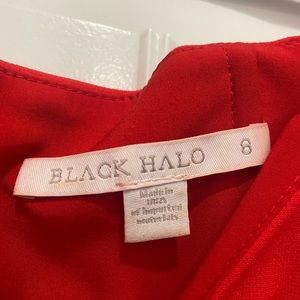 BLACK HALO 8
Made in
USA
of imported
materials